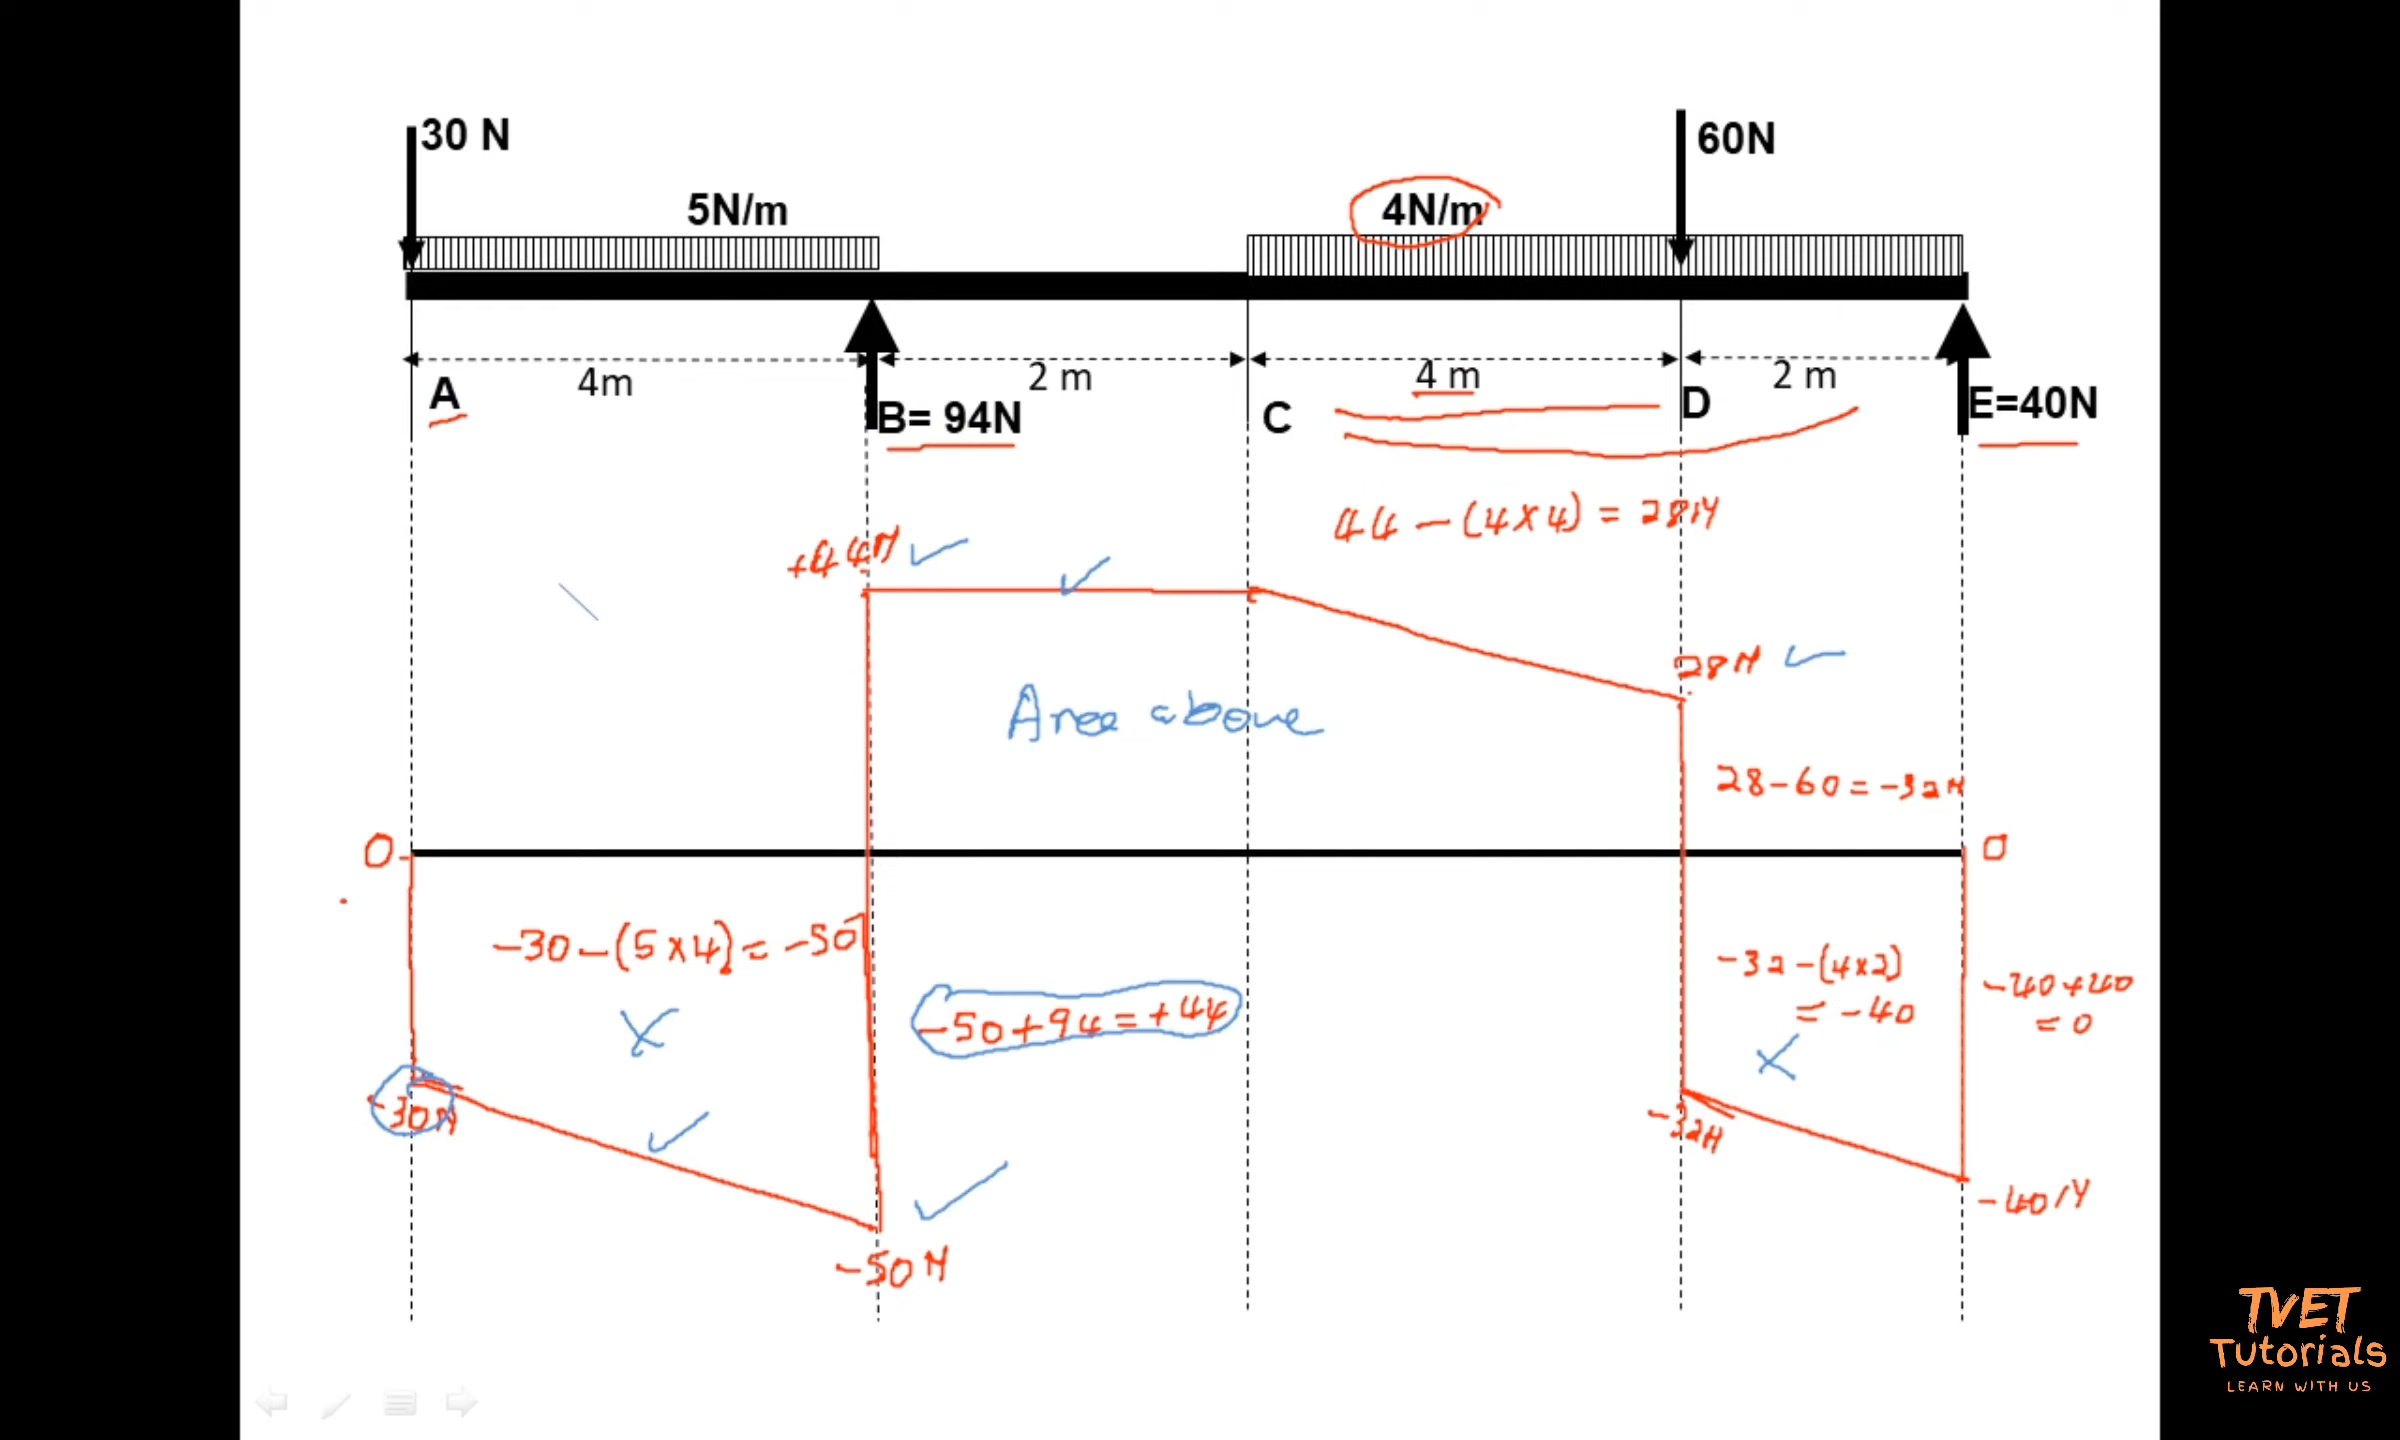 30 N
60N
5N/m
4N/m
4m
2 m
4 m
2 m
A
B= 94N
C
D
E=40N
44-(4×4)=28N
+44N
28N
Area above
28-60=-32N
0
0
-30-(5×4)=-50
-50+94=+44
-32-(4×2)
=-40
-40+40
=0
-30N
-32N
-40N
-50N
TVET
Tutorials
LEARN WITH US